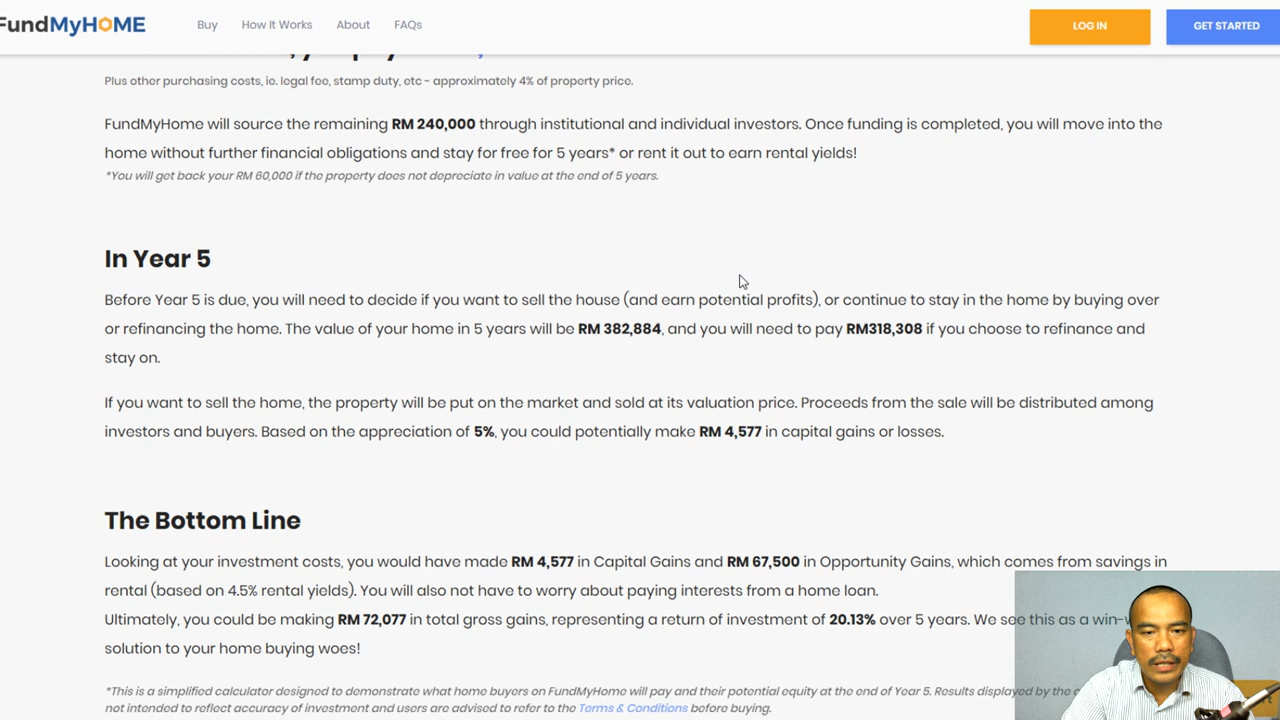 FundMyHOME Buy How It Works About FAQs LOG IN GET STARTED
Plus other purchasing costs, ie. legal fee, stamp duty, etc - approximately 4% of property price.
FundMyHome will source the remaining RM 240,000 through institutional and individual investors. Once funding is completed, you will move into the
home without further financial obligations and stay for free for 5 years* or rent it out to earn rental yields!
*You will get back your RM 60,000 if the property does not depreciate in value at the end of 5 years.
In Year 5
Before Year 5 is due, you will need to decide if you want to sell the house (and earn potential profits), or continue to stay in the home by buying over
or refinancing the home. The value of your home in 5 years will be RM 382,884, and you will need to pay RM318,308 if you choose to refinance and
stay on.
If you want to sell the home, the property will be put on the market and sold at its valuation price. Proceeds from the sale will be distributed among
investors and buyers. Based on the appreciation of 5%, you could potentially make RM 4,577 in capital gains or losses.
The Bottom Line
Looking at your investment costs, you would have made RM 4,577 in Capital Gains and RM 67,500 in Opportunity Gains, which comes from savings in
rental (based on 4.5% rental yields). You will also not have to worry about paying interests from a home loan.
Ultimately, you could be making RM 72,077 in total gross gains, representing a return of investment of 20.13% over 5 years. We see this as a win-
solution to your home buying woes!
*This is a simplified calculator designed to demonstrate what home buyers on FundMyHome will pay and their potential equity at the end of Year 5. Results displayed by the
not intended to reflect accuracy of investment and users are advised to refer to the Terms & Conditions before buying.